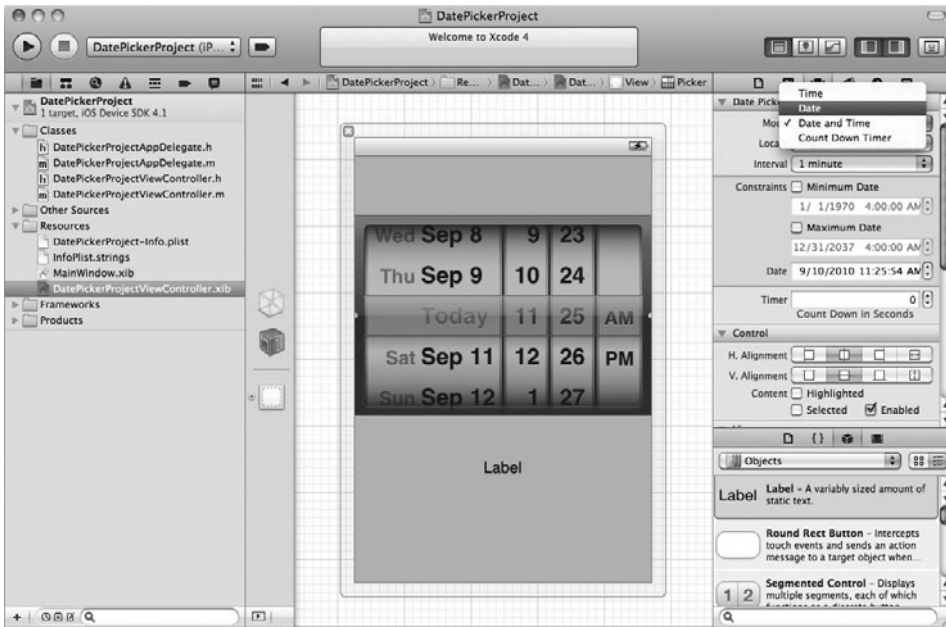 DatePickerProject
DatePickerProject (iP...
Welcome to Xcode 4
DatePickerProject
Re...
Dat...
Dat...
View
Picker
DatePickerProject
1 target, iOS Device SDK 4.1
Classes
h DatePickerProjectAppDelegate.h
m DatePickerProjectAppDelegate.m
h DatePickerProjectViewController.h
m DatePickerProjectViewController.m
Other Sources
Resources
DatePickerProject-Info.plist
InfoPlist.strings
MainWindow.xib
DatePickerProjectViewController.xib
Frameworks
Products
Wed Sep 8 9 23
Thu Sep 9 10 24
Today 11 25 AM
Sat Sep 11 12 26 PM
Sun Sep 12 1 27
Label
Date Picke
Time
Date
Mo ✓ Date and Time
Loca Count Down Timer
Interval 1 minute
Constraints Minimum Date
1/ 1/1970 4:00:00 AM
Maximum Date
12/31/2037 4:00:00 AM
Date 9/10/2010 11:25:54 AM
Timer 0
Count Down in Seconds
Control
H. Alignment
V. Alignment
Content Highlighted
Selected Enabled
{}
Objects
Label Label – A variably sized amount of
static text.
Round Rect Button – Intercepts
touch events and sends an action
message to a target object when...
1 2 Segmented Control – Displays
multiple segments, each of which